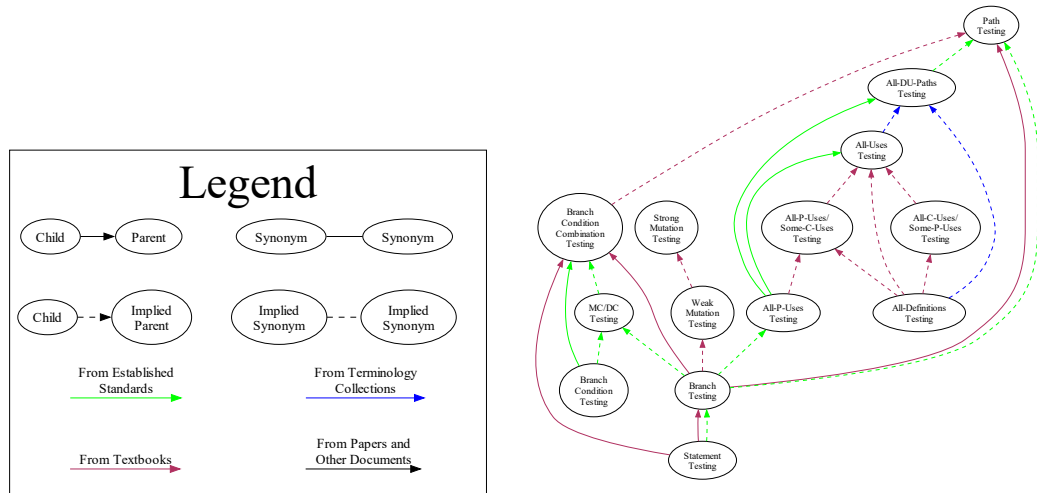 Legend
Child
Parent
Synonym
Synonym
Child
Implied
Parent
Implied
Synonym
Implied
Synonym
From Established
Standards
From Terminology
Collections
From Textbooks
From Papers and
Other Documents
Path
Testing
All-DU-Paths
Testing
All-Uses
Testing
Branch
Condition
Combination
Testing
Strong
Mutation
Testing
All-P-Uses/
Some-C-Uses
Testing
All-C-Uses/
Some-P-Uses
Testing
MC/DC
Testing
Weak
Mutation
Testing
All-P-Uses
Testing
All-Definitions
Testing
Branch
Condition
Testing
Branch
Testing
Statement
Testing